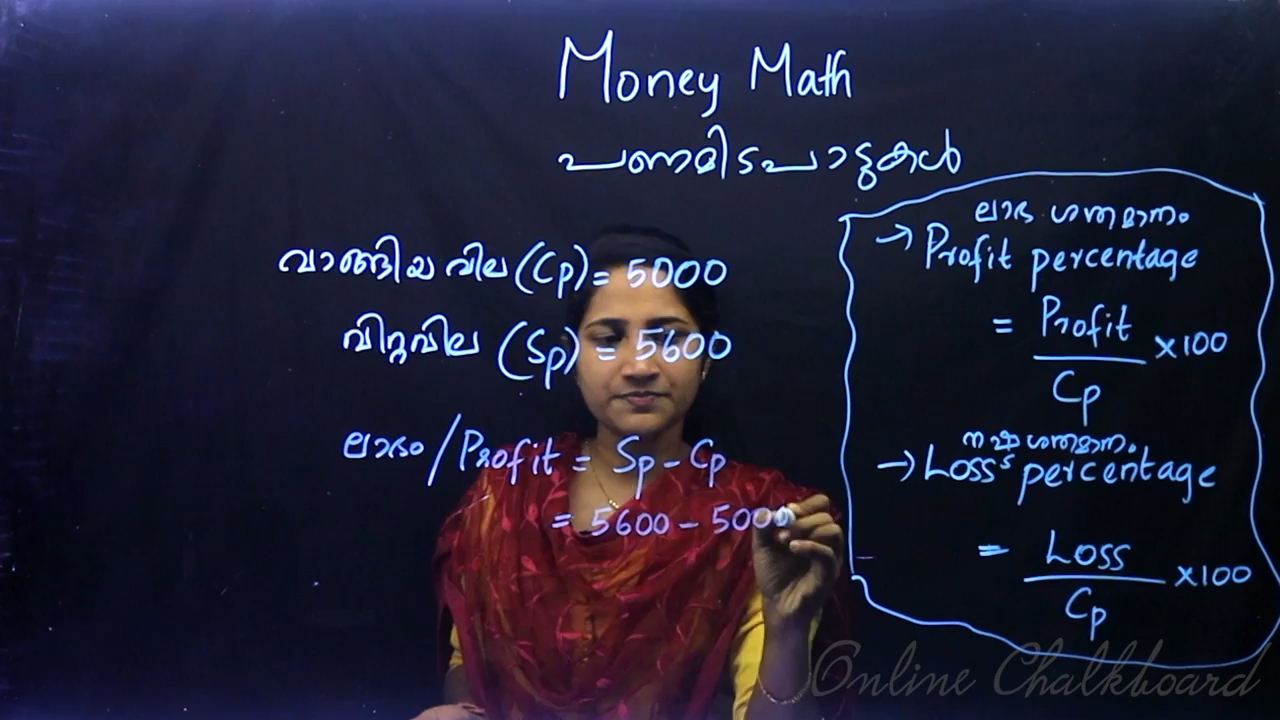 Money Math
പണമിടപാടുകൾ
വാങ്ങിയ വില (Cp) = 5000
വിറ്റവില (Sp) = 5600
ലാഭം / Profit = Sp - Cp
= 5600 - 5000
ലാഭ ശതമാനം
→ Profit percentage
= Profit / Cp × 100
നഷ്ടശതമാനം
→ Loss percentage
= Loss / Cp × 100
Online Chalkboard